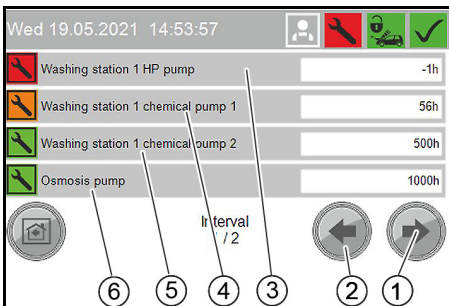 Wed 19.05.2021 14:53:57
Washing station 1 HP pump -1h
Washing station 1 chemical pump 1 56h
Washing station 1 chemical pump 2 500h
Osmosis pump 1000h
Interval
/ 2
6 5 4 3 2 1